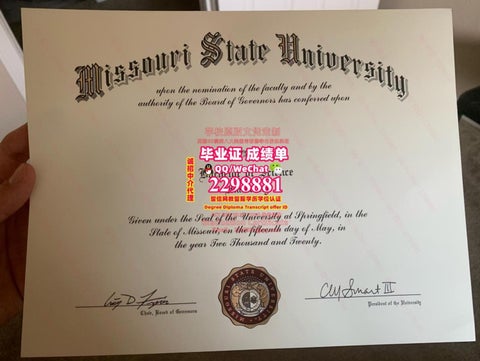 Missouri State University
upon the nomination of the faculty and by the
authority of the Board of Governors has conferred upon
毕业证 成绩单
QQ/WeChat
2298881
诚招中介代理
Degree Diploma Transcript offer ID
Given under the Seal of the University at Springfield, in the
State of Missouri, on the fifteenth day of May, in
the year Two Thousand and Twenty.
Chair, Board of Governors
President of the University